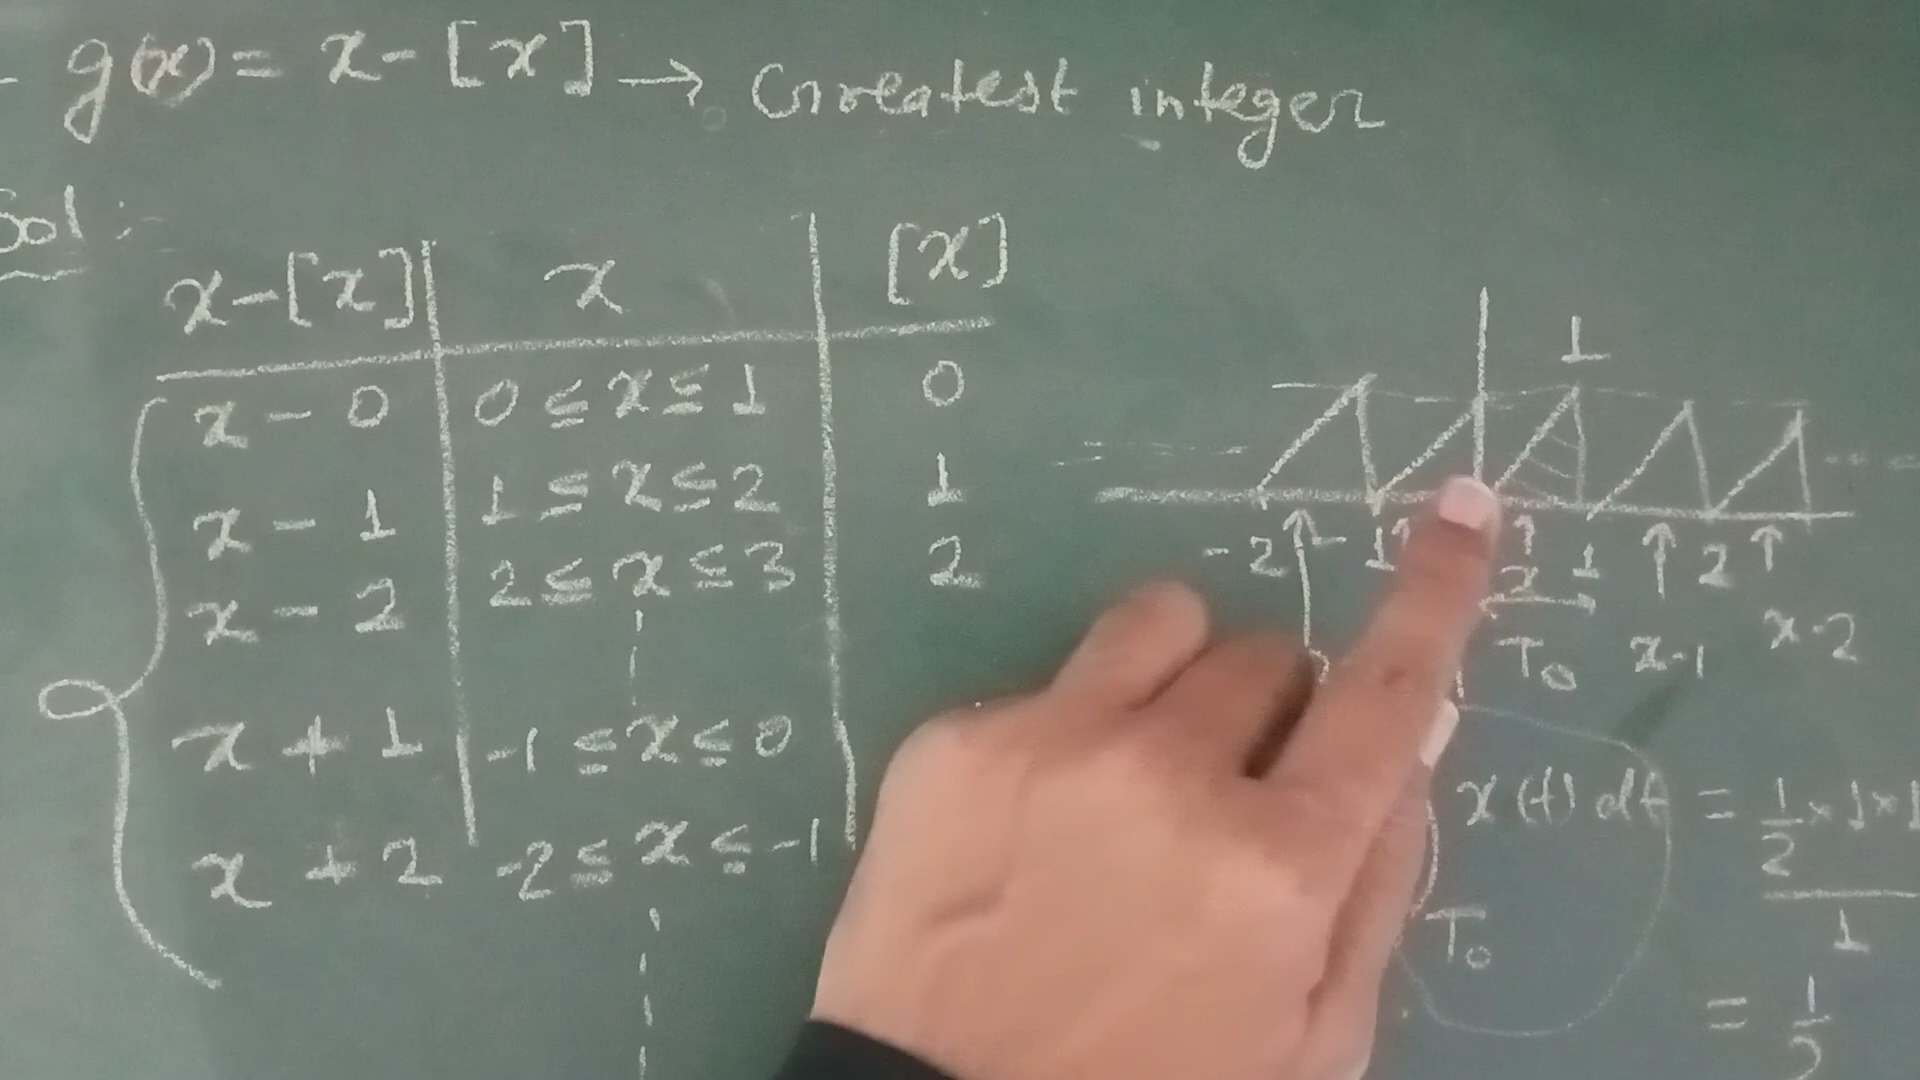 g(x) = x - [x] → Greatest integer
Sol :-
x-[x] x [x]
x - 0 0 ≤ x ≤ 1 0
x - 1 1 ≤ x ≤ 2 1
x - 2 2 ≤ x ≤ 3 2
x + 1 -1 ≤ x ≤ 0
x + 2 -2 ≤ x ≤ -1
1
-2 -1 x 1 2
T₀ x-1 x-2
x(t) dt = 1/2 × 1 × 1
T₀ 1
= 1/2